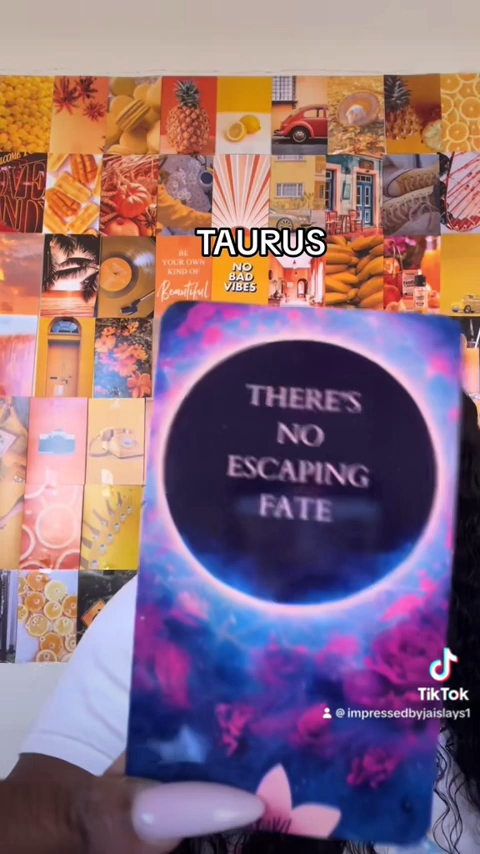 TAURUS
BE
YOUR OWN
KIND OF
Beautiful
NO
BAD
VIBES
THERE'S
NO
ESCAPING
FATE
TikTok
@impressedbyjaislays1